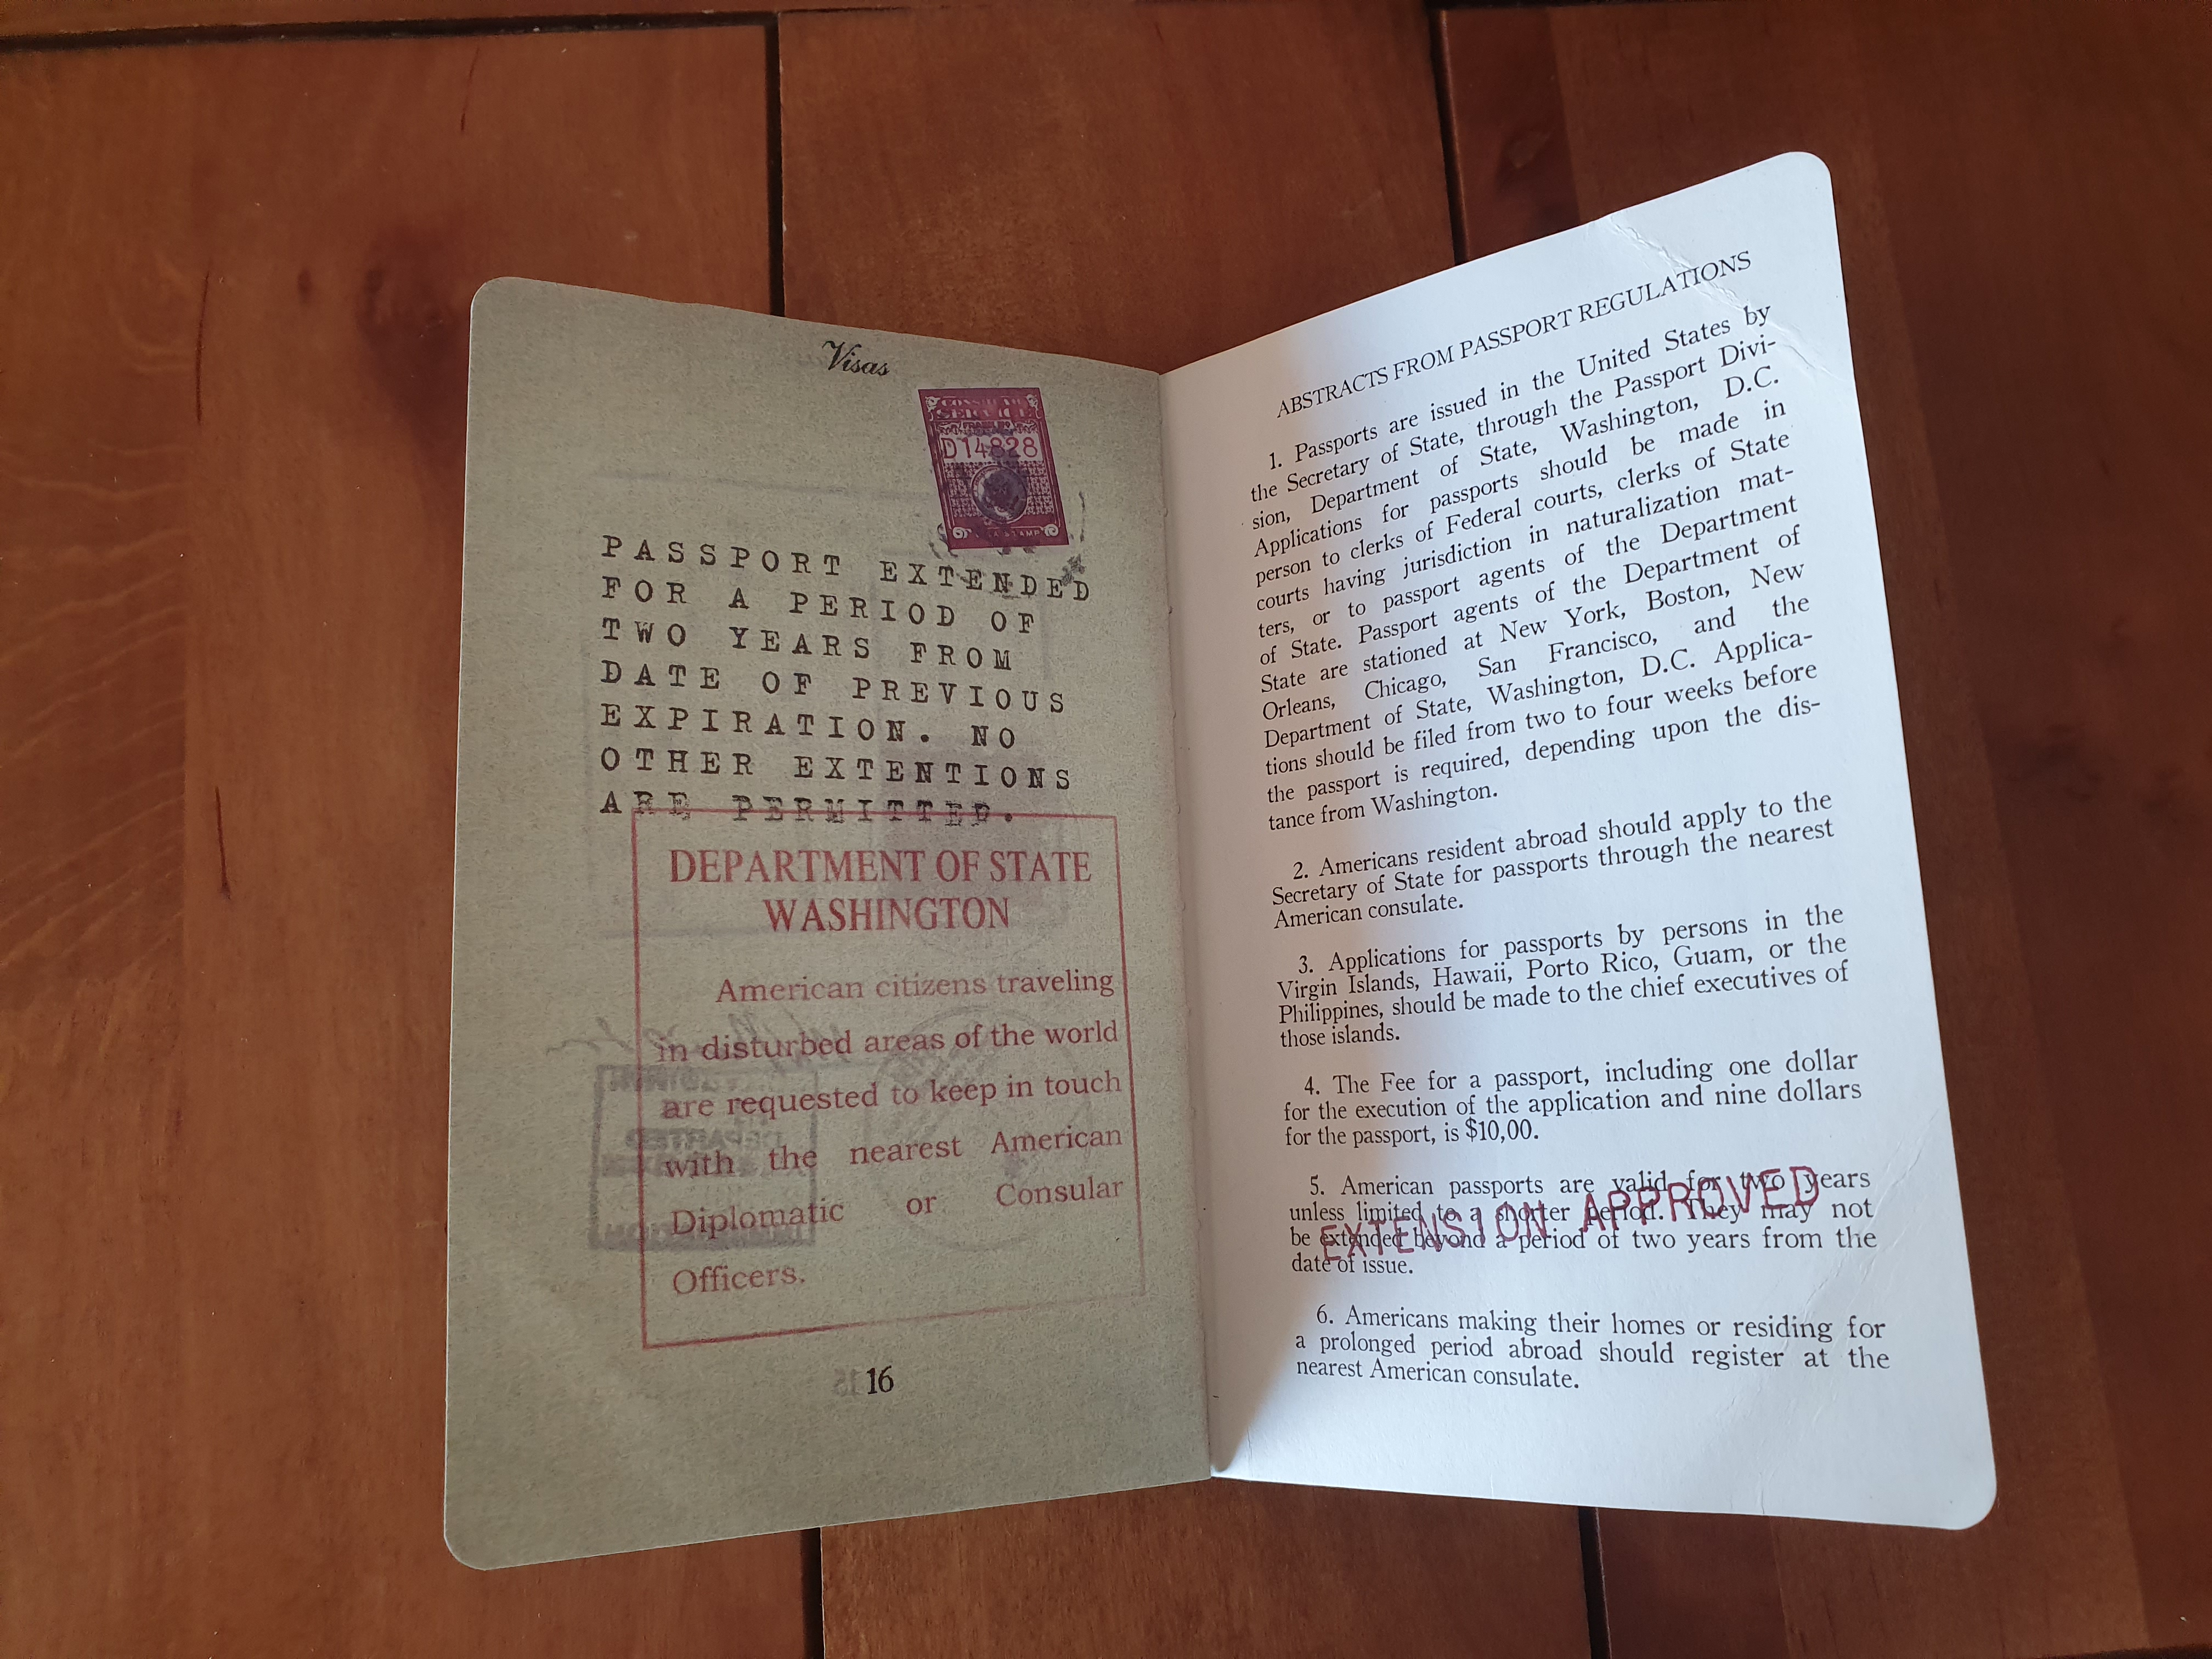 Visas
CONSULAR
SERVICE
D14828
PASSPORT EXTENDED
FOR A PERIOD OF
TWO YEARS FROM
DATE OF PREVIOUS
EXPIRATION. NO
OTHER EXTENTIONS
ARE PERMITTED.
DEPARTMENT OF STATE
WASHINGTON
American citizens traveling
in disturbed areas of the world
are requested to keep in touch
with the nearest American
Diplomatic or Consular
Officers.
16
ABSTRACTS FROM PASSPORT REGULATIONS
1. Passports are issued in the United States by
the Secretary of State, through the Passport Divi-
sion, Department of State, Washington, D.C.
Applications for passports should be made in
person to clerks of Federal courts, clerks of State
courts having jurisdiction in naturalization mat-
ters, or to passport agents of the Department
of State. Passport agents of the Department of
State are stationed at New York, Boston, New
Orleans, Chicago, San Francisco, and the
Department of State, Washington, D.C. Applica-
tions should be filed from two to four weeks before
the passport is required, depending upon the dis-
tance from Washington.
2. Americans resident abroad should apply to the
Secretary of State for passports through the nearest
American consulate.
3. Applications for passports by persons in the
Virgin Islands, Hawaii, Porto Rico, Guam, or the
Philippines, should be made to the chief executives of
those islands.
4. The Fee for a passport, including one dollar
for the execution of the application and nine dollars
for the passport, is $10,00.
5. American passports are valid for two years
unless limited to a shorter period. They may not
be extended beyond a period of two years from the
date of issue.
EXTENSION APPROVED
6. Americans making their homes or residing for
a prolonged period abroad should register at the
nearest American consulate.